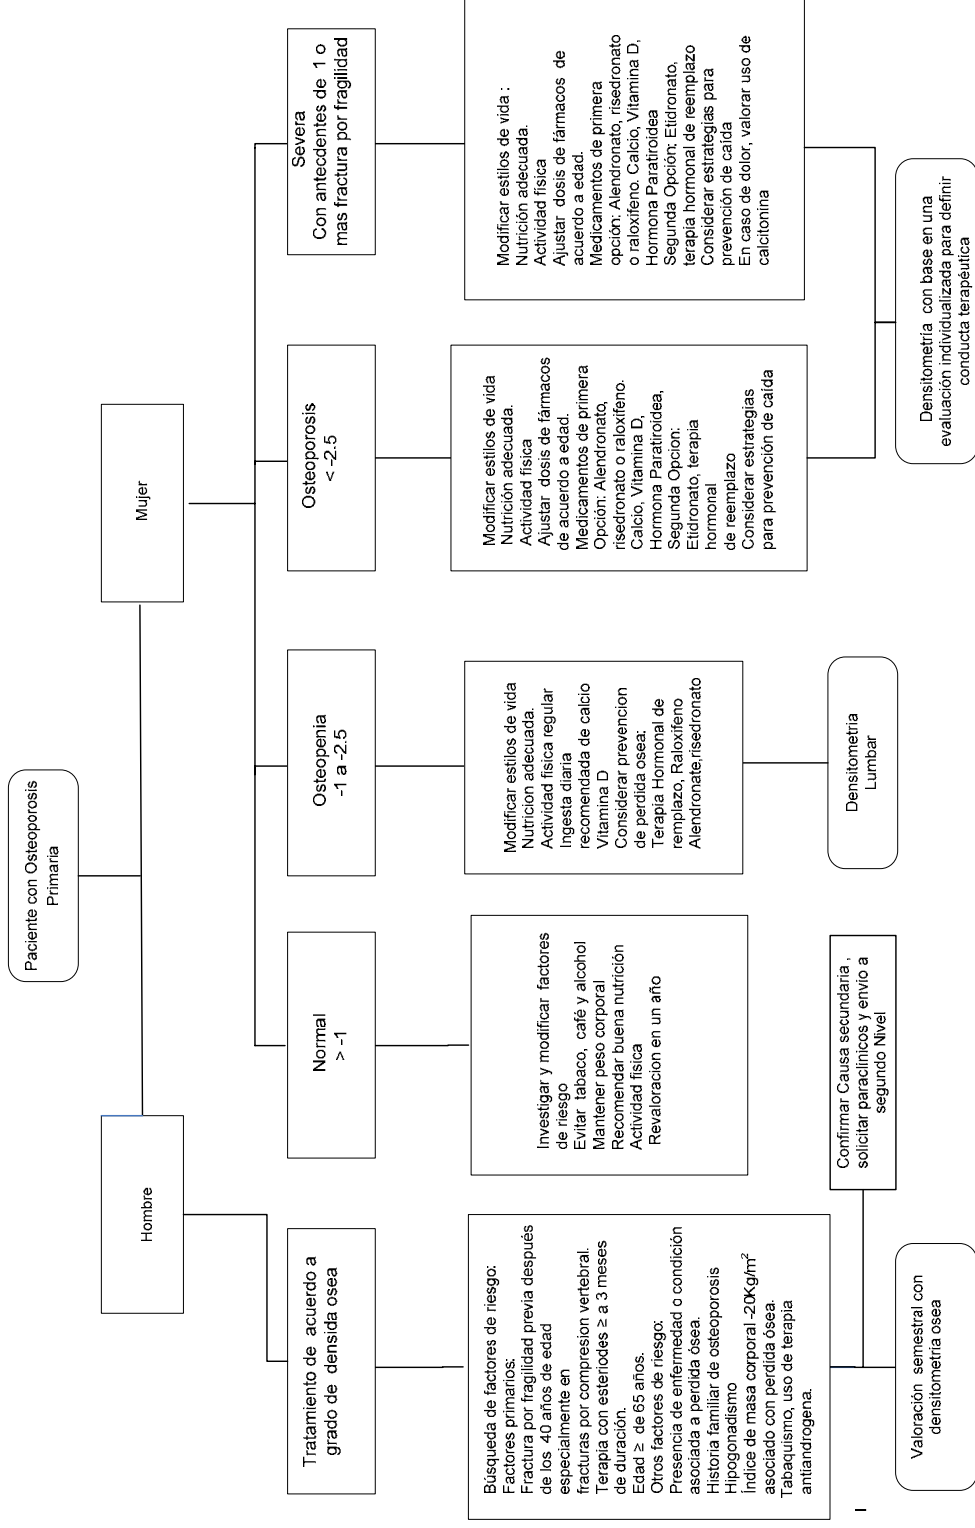 Paciente con Osteoporosis
Primaria
Hombre
Mujer
Tratamiento de acuerdo a
grado de densida osea
Normal
> -1
Osteopenia
-1 a -2.5
Osteoporosis
< -2.5
Severa
Con antecdentes de 1 o
mas fractura por fragilidad
Búsqueda de factores de riesgo:
Factores primarios:
Fractura por fragilidad previa después
de los 40 años de edad
especialmente en
fracturas por compresion vertebral.
Terapia con esteriodes ≥ a 3 meses
de duración.
Edad ≥ de 65 años.
Otros factores de riesgo:
Presencia de enfermedad o condición
asociada a perdida ósea.
Historia familiar de osteoporosis
Hipogonadismo
Índice de masa corporal -20Kg/m²
asociado con perdida ósea.
Tabaquismo, uso de terapia
antiandrogena.
Investigar y modificar factores
de riesgo
Evitar tabaco, café y alcohol
Mantener peso corporal
Recomendar buena nutrición
Actividad física
Revaloracion en un año
Modificar estilos de vida
Nutricion adecuada.
Actividad física regular
Ingesta diaria
recomendada de calcio
Vitamina D
Considerar prevencion
de perdida osea:
Terapia Hormonal de
remplazo, Raloxifeno
Alendronate,risedronato
Modificar estilos de vida
Nutrición adecuada.
Actividad física
Ajustar dosis de fármacos
de acuerdo a edad.
Medicamentos de primera
Opción: Alendronato,
risedronato o raloxifeno.
Calcio, Vitamina D,
Hormona Paratiroidea,
Segunda Opcion:
Etidronato, terapia
hormonal
de reemplazo
Considerar estrategias
para prevención de caída
Modificar estilos de vida :
Nutrición adecuada.
Actividad física
Ajustar dosis de fármacos de
acuerdo a edad.
Medicamentos de primera
opción: Alendronato, risedronato
o raloxifeno. Calcio, Vitamina D,
Hormona Paratiroidea
Segunda Opción; Etidronato,
terapia hormonal de reemplazo
Considerar estrategias para
prevención de caída
En caso de dolor, valorar uso de
calcitonina
Confirmar Causa secundaria ,
solicitar paraclínicos y envio a
segundo Nivel
Valoración semestral con
densitometría osea
Densitometria
Lumbar
Densitometría con base en una
evaluación individualizada para definir
conducta terapéutica